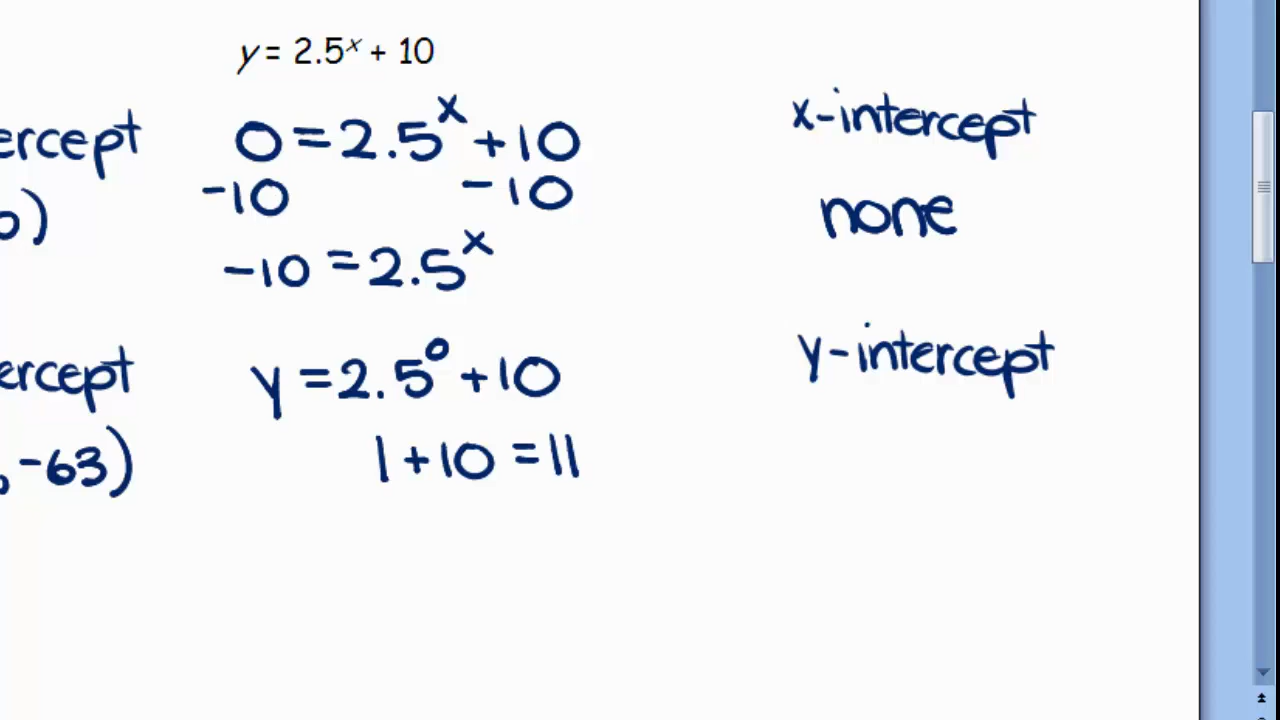 y = 2.5ˣ + 10
ercept
0 = 2.5ˣ + 10
x-intercept
-10 -10
)
none
-10 = 2.5ˣ
ercept
y = 2.5⁰ + 10
y-intercept
, -63)
1 + 10 = 11